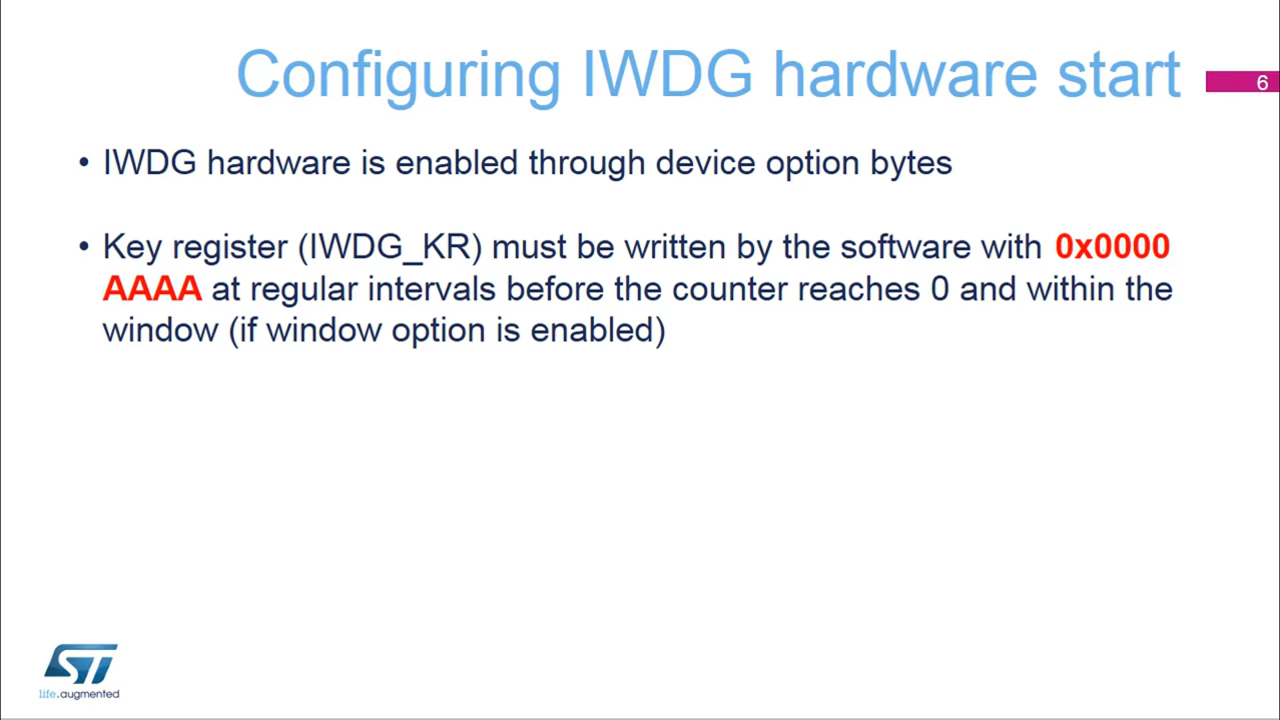 Configuring IWDG hardware start
6
• IWDG hardware is enabled through device option bytes
• Key register (IWDG_KR) must be written by the software with 0x0000
AAAA at regular intervals before the counter reaches 0 and within the
window (if window option is enabled)
ST
life.augmented